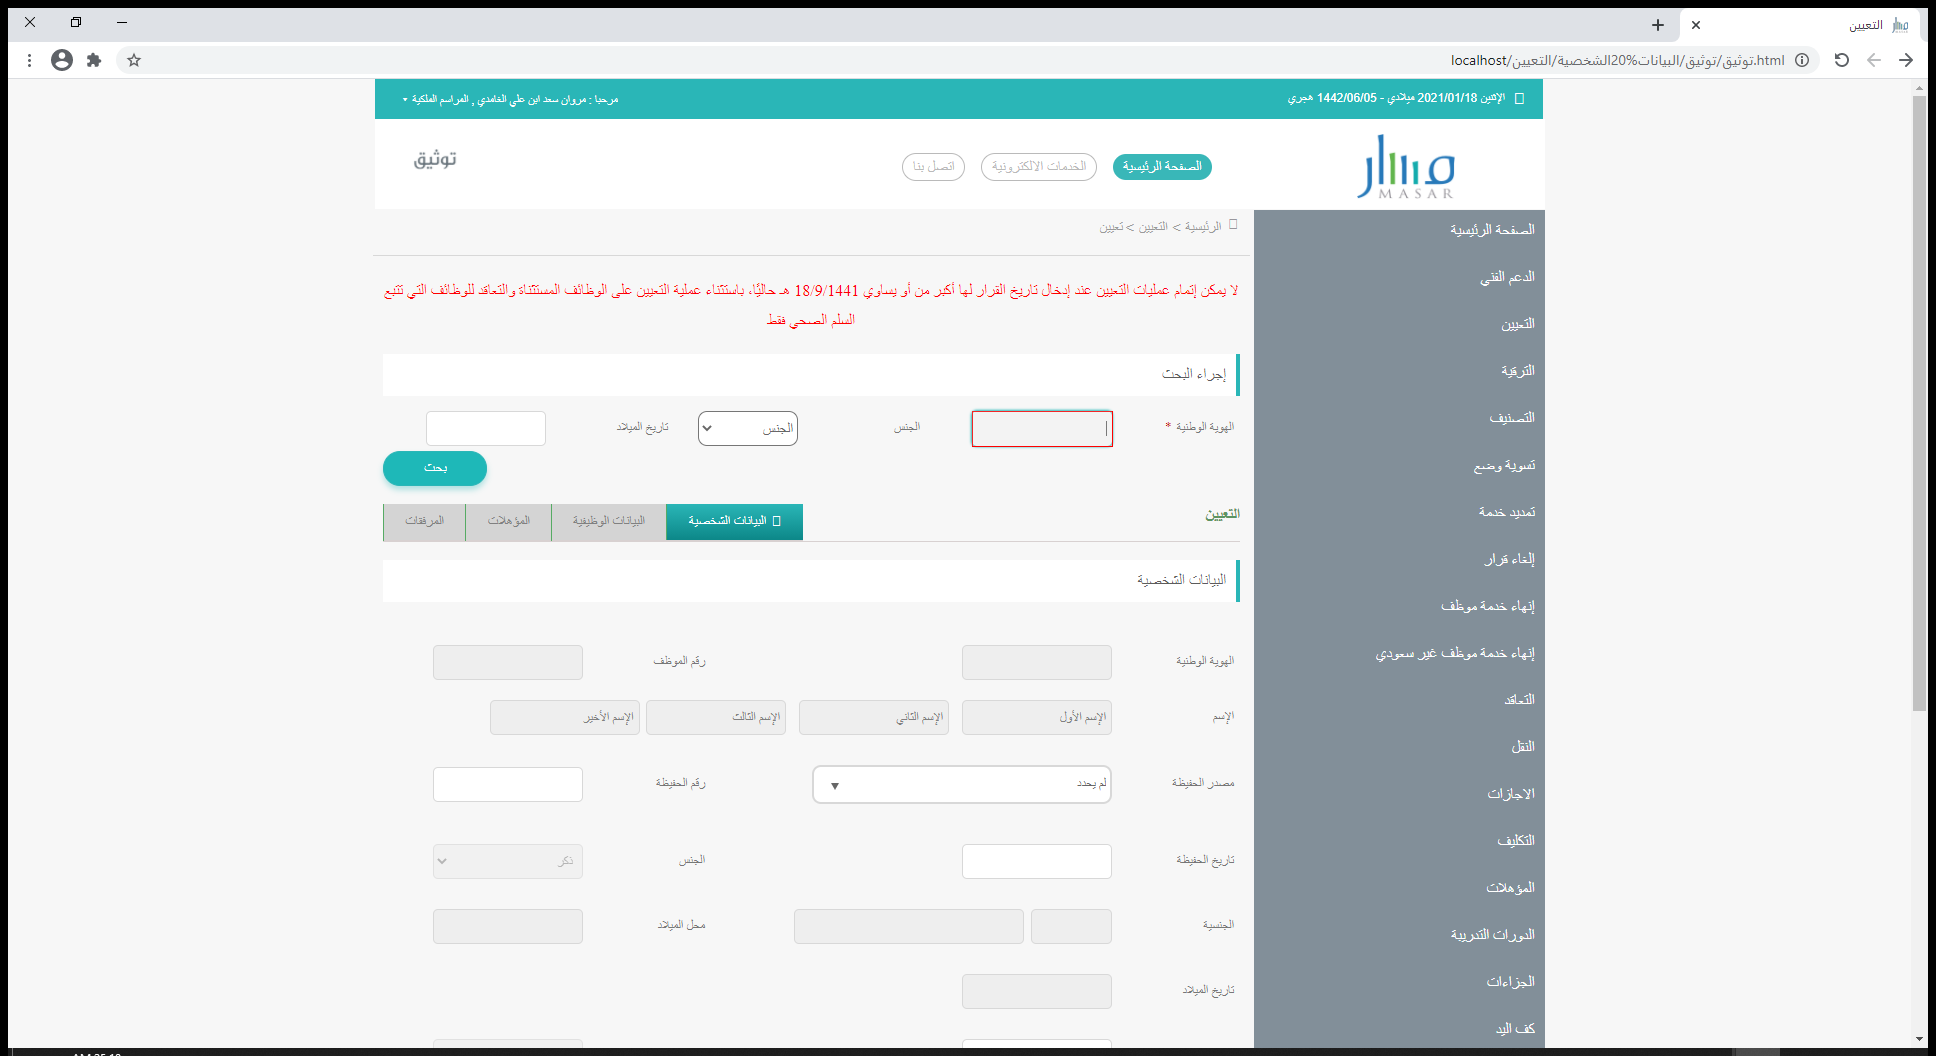 التعيين
localhost/التعيين/البيانات%20الشخصية/توثيق/توثيق.html
الإثنين 2021/01/18 ميلادي - 1442/06/05 هجري
مرحبا : مروان سعد ابن علي الغامدي , المراسم الملكية
مسار
MASAR
الصفحة الرئيسية
الخدمات الالكترونية
اتصل بنا
توثيق
الصفحة الرئيسية
الدعم الفني
التعيين
الترقية
التصنيف
تسوية وضع
تمديد خدمة
إلغاء قرار
إنهاء خدمة موظف
إنهاء خدمة موظف غير سعودي
التعاقد
النقل
الاجازات
التكليف
المؤهلات
الدورات التدريبة
الجزاءات
كف اليد
الرئيسية > التعيين > تعيين
لا يمكن إتمام عمليات التعيين عند إدخال تاريخ القرار لها أكبر من أو يساوي 18/9/1441 هـ حاليًا، باستثناء عملية التعيين على الوظائف المستثناة والتعاقد للوظائف التي تتبع
السلم الصحي فقط
إجراء البحث
الهوية الوطنية *
الجنس
الجنس
تاريخ الميلاد
بحث
التعيين
البيانات الشخصية
البيانات الوظيفية
المؤهلات
المرفقات
البيانات الشخصية
الهوية الوطنية
رقم الموظف
الإسم
الإسم الأول
الإسم الثاني
الإسم الثالث
الإسم الأخير
مصدر الحفيظة
لم يحدد
رقم الحفيظة
تاريخ الحفيظة
الجنس
ذكر
الجنسية
محل الميلاد
تاريخ الميلاد